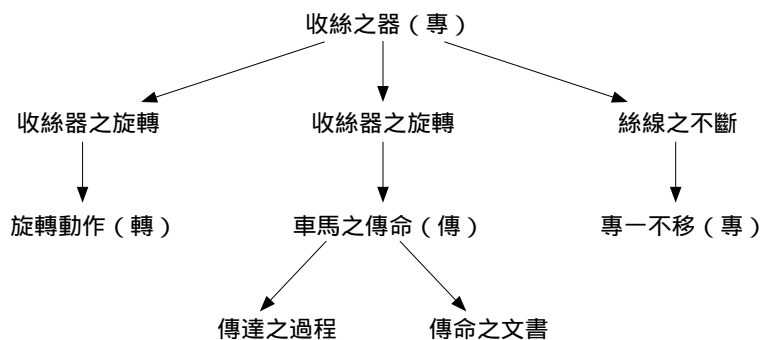 收絲之器（專）
收絲器之旋轉 收絲器之旋轉 絲線之不斷
旋轉動作（轉） 車馬之傳命（傳） 專一不移（專）
傳達之過程 傳命之文書